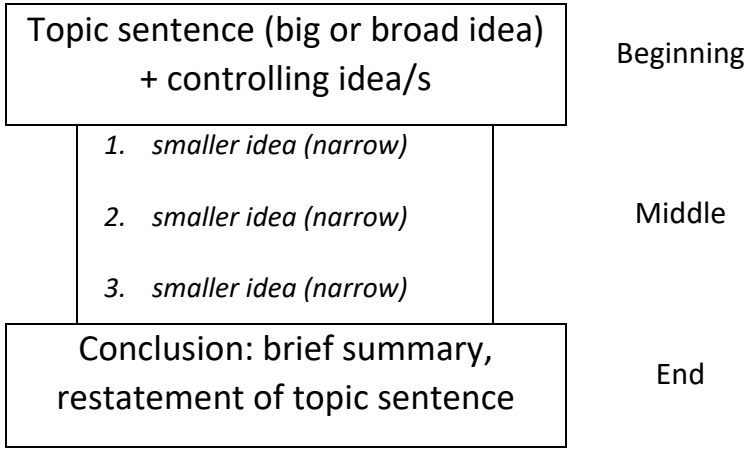 Topic sentence (big or broad idea)
+ controlling idea/s
Beginning
1. smaller idea (narrow)
2. smaller idea (narrow)
Middle
3. smaller idea (narrow)
Conclusion: brief summary,
restatement of topic sentence
End